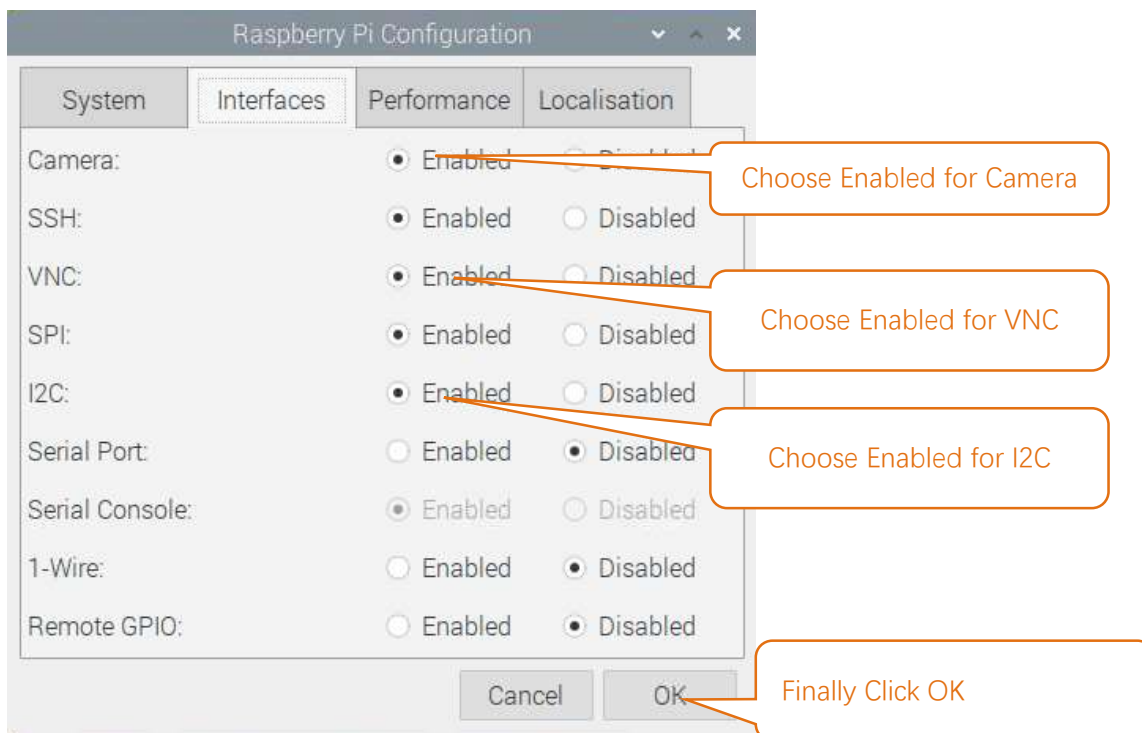 Raspberry Pi Configuration
System Interfaces Performance Localisation
Camera: Enabled Disabled
Choose Enabled for Camera
SSH: Enabled Disabled
VNC: Enabled Disabled
Choose Enabled for VNC
SPI: Enabled Disabled
I2C: Enabled Disabled
Serial Port: Enabled Disabled
Choose Enabled for I2C
Serial Console: Enabled Disabled
1-Wire: Enabled Disabled
Remote GPIO: Enabled Disabled
Cancel OK
Finally Click OK